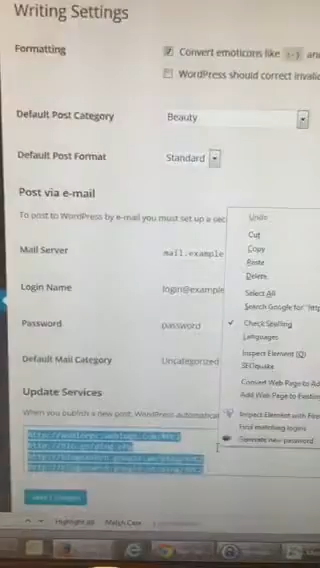 Writing Settings
Formatting
Convert emoticons like :-) an
WordPress should correct invalid
Default Post Category
Beauty
Default Post Format
Standard
Post via e-mail
To post to WordPress by e-mail you must set up a sec
Mail Server
mail.example
Login Name
login@example
Password
password
Default Mail Category
Uncategorized
Update Services
When you publish a new post, WordPress automatical
Undo
Cut
Copy
Paste
Delete
Select All
Search Google for "http
Check Spelling
Languages
Inspect Element (Q)
SEOquake
Convert Web Page to Ad
Add Web Page to Existin
Inspect Element with Fire
Find matching logins
Generate new password
Highlight All
Match Case